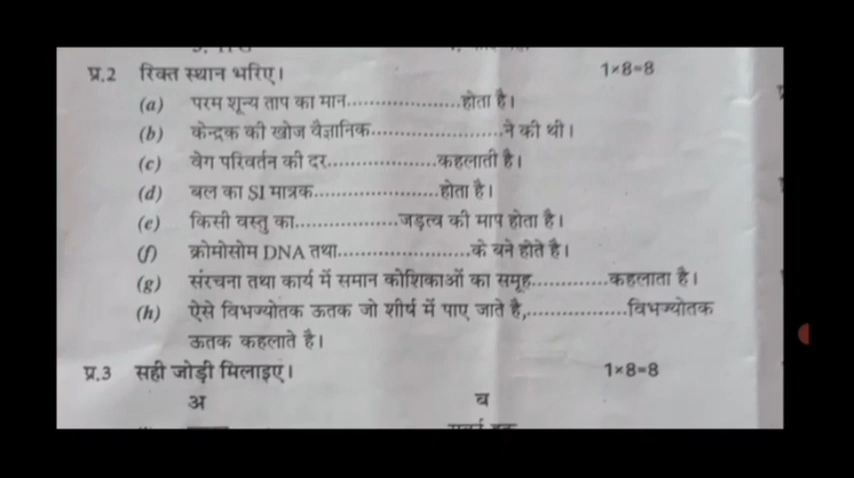 प्र.2 रिक्त स्थान भरिए। 1×8=8
(a) परम शून्य ताप का मान....................होता है।
(b) केन्द्रक की खोज वैज्ञानिक.......................ने की थी।
(c) वेग परिवर्तन की दर...................कहलाती है।
(d) बल का SI मात्रक......................होता है।
(e) किसी वस्तु का..................जड़त्व की माप होता है।
(f) क्रोमोसोम DNA तथा.......................के बने होते है।
(g) संरचना तथा कार्य में समान कोशिकाओं का समूह.............कहलाता है।
(h) ऐसे विभज्योतक ऊतक जो शीर्ष में पाए जाते है,..................विभज्योतक
ऊतक कहलाते है।
प्र.3 सही जोड़ी मिलाइए। 1×8=8
अ ब